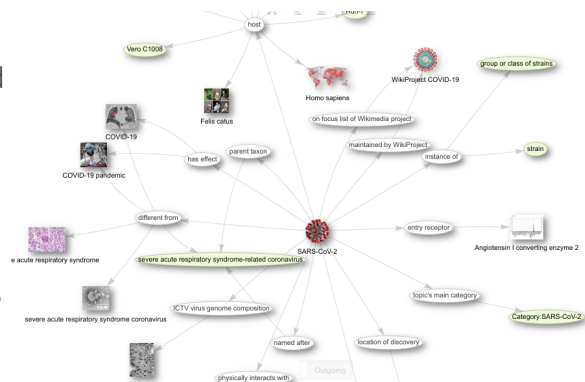 host
Vero C1008
WikiProject COVID-19
group or class of strains
Homo sapiens
Felis catus
on focus list of Wikimedia project
COVID-19
parent taxon
maintained by WikiProject
strain
has effect
instance of
COVID-19 pandemic
different from
entry receptor
SARS-CoV-2
Angiotensin I converting enzyme 2
e acute respiratory syndrome
severe acute respiratory syndrome-related coronavirus
topic's main category
ICTV virus genome composition
severe acute respiratory syndrome coronavirus
Category:SARS-CoV-2
named after
location of discovery
Outgoing
physically interacts with